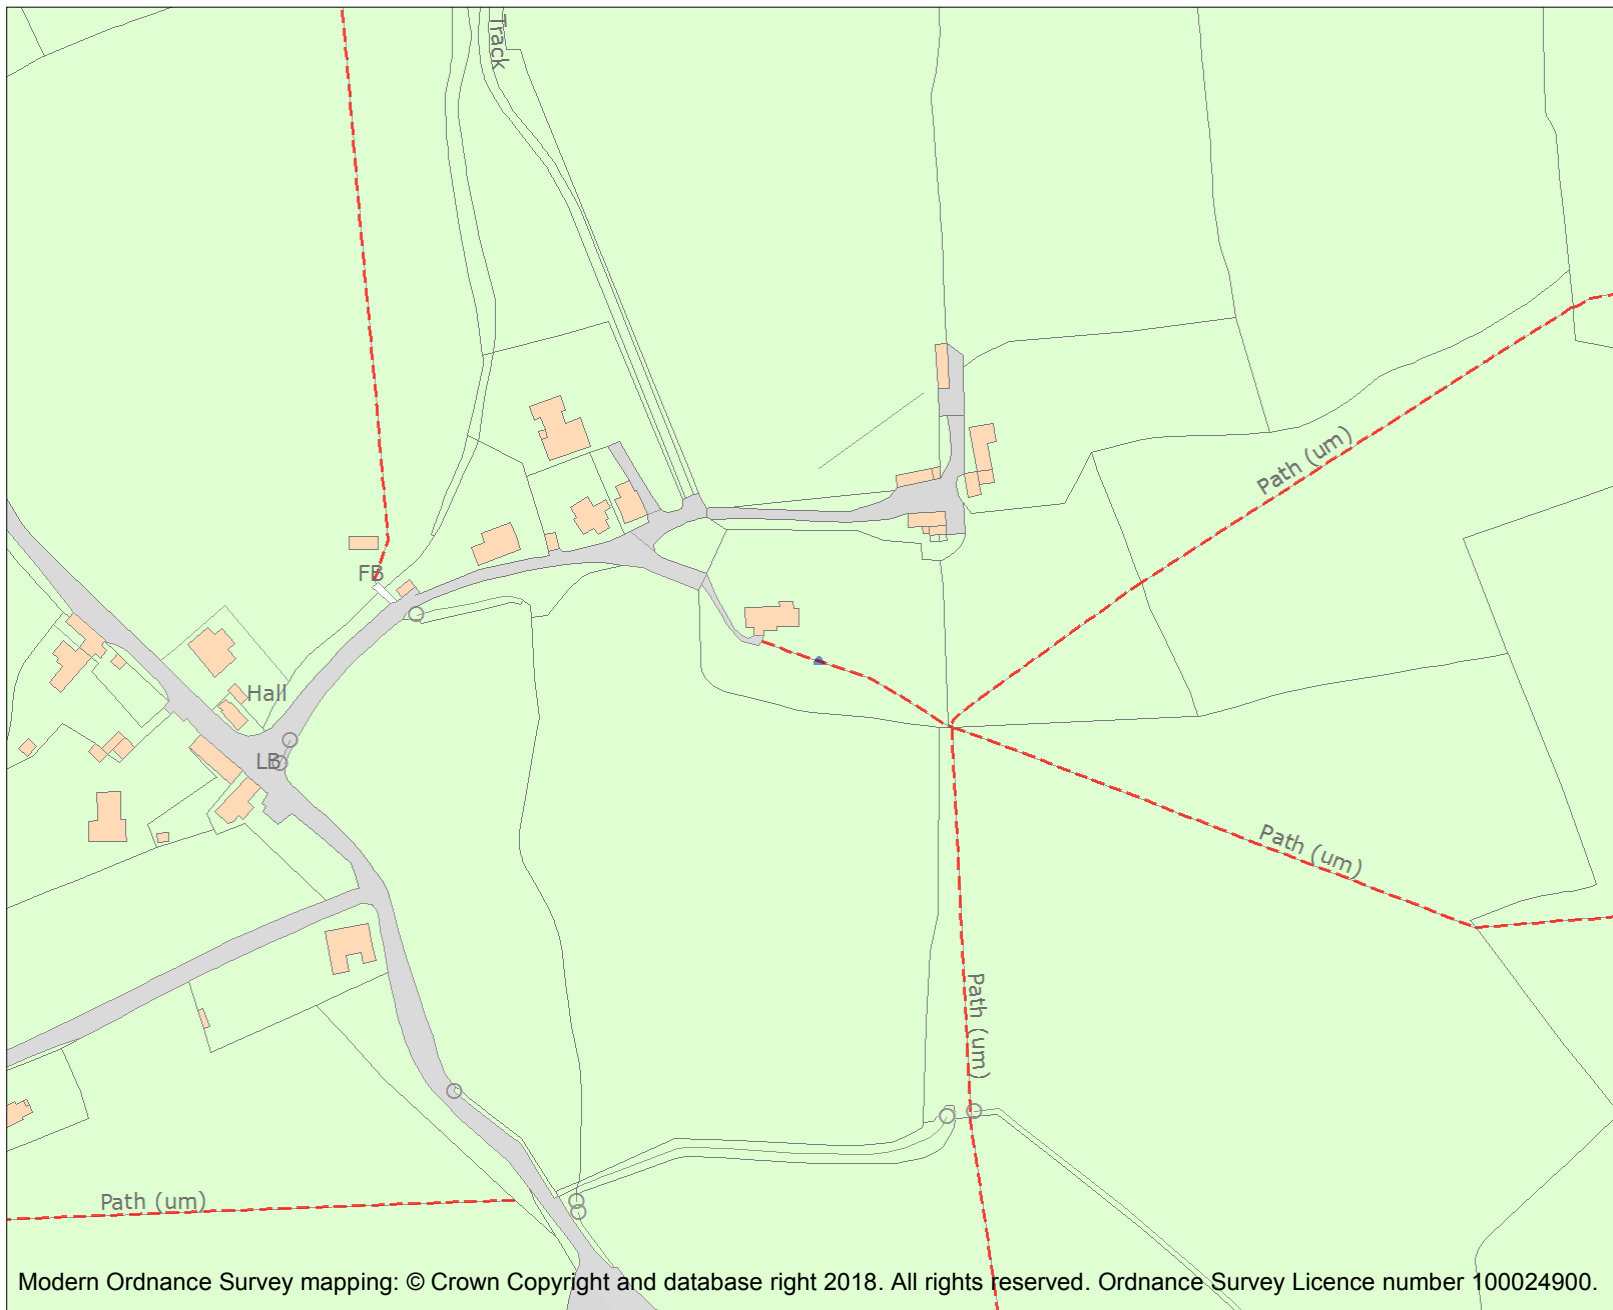 Track
Path (um)
FB
Hall
LB
Path (um)
Path (um)
Path (um)
Modern Ordnance Survey mapping: © Crown Copyright and database right 2018. All rights reserved. Ordnance Survey Licence number 100024900.